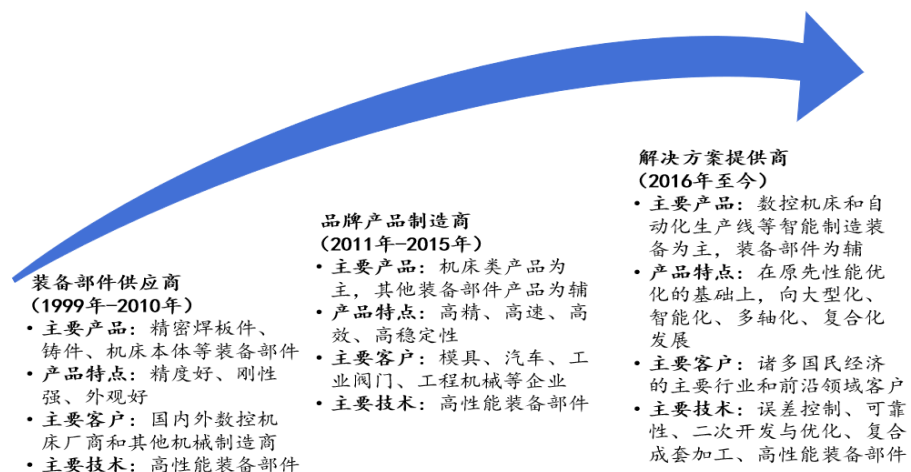 装备部件供应商
（1999年-2010年）
• 主要产品：精密焊板件、
铸件、机床本体等装备部件
• 产品特点：精度好、刚性
强、外观好
• 主要客户：国内外数控机
床厂商和其他机械制造商
• 主要技术：高性能装备部件
品牌产品制造商
（2011年-2015年）
• 主要产品：机床类产品为
主，其他装备部件产品为辅
• 产品特点：高精、高速、高
效、高稳定性
• 主要客户：模具、汽车、工
业阀门、工程机械等企业
• 主要技术：高性能装备部件
解决方案提供商
（2016年至今）
• 主要产品：数控机床和自
动化生产线等智能制造装
备为主，装备部件为辅
• 产品特点：在原先性能优
化的基础上，向大型化、
智能化、多轴化、复合化
发展
• 主要客户：诸多国民经济
的主要行业和前沿领域客户
• 主要技术：误差控制、可靠
性、二次开发与优化、复合
成套加工、高性能装备部件